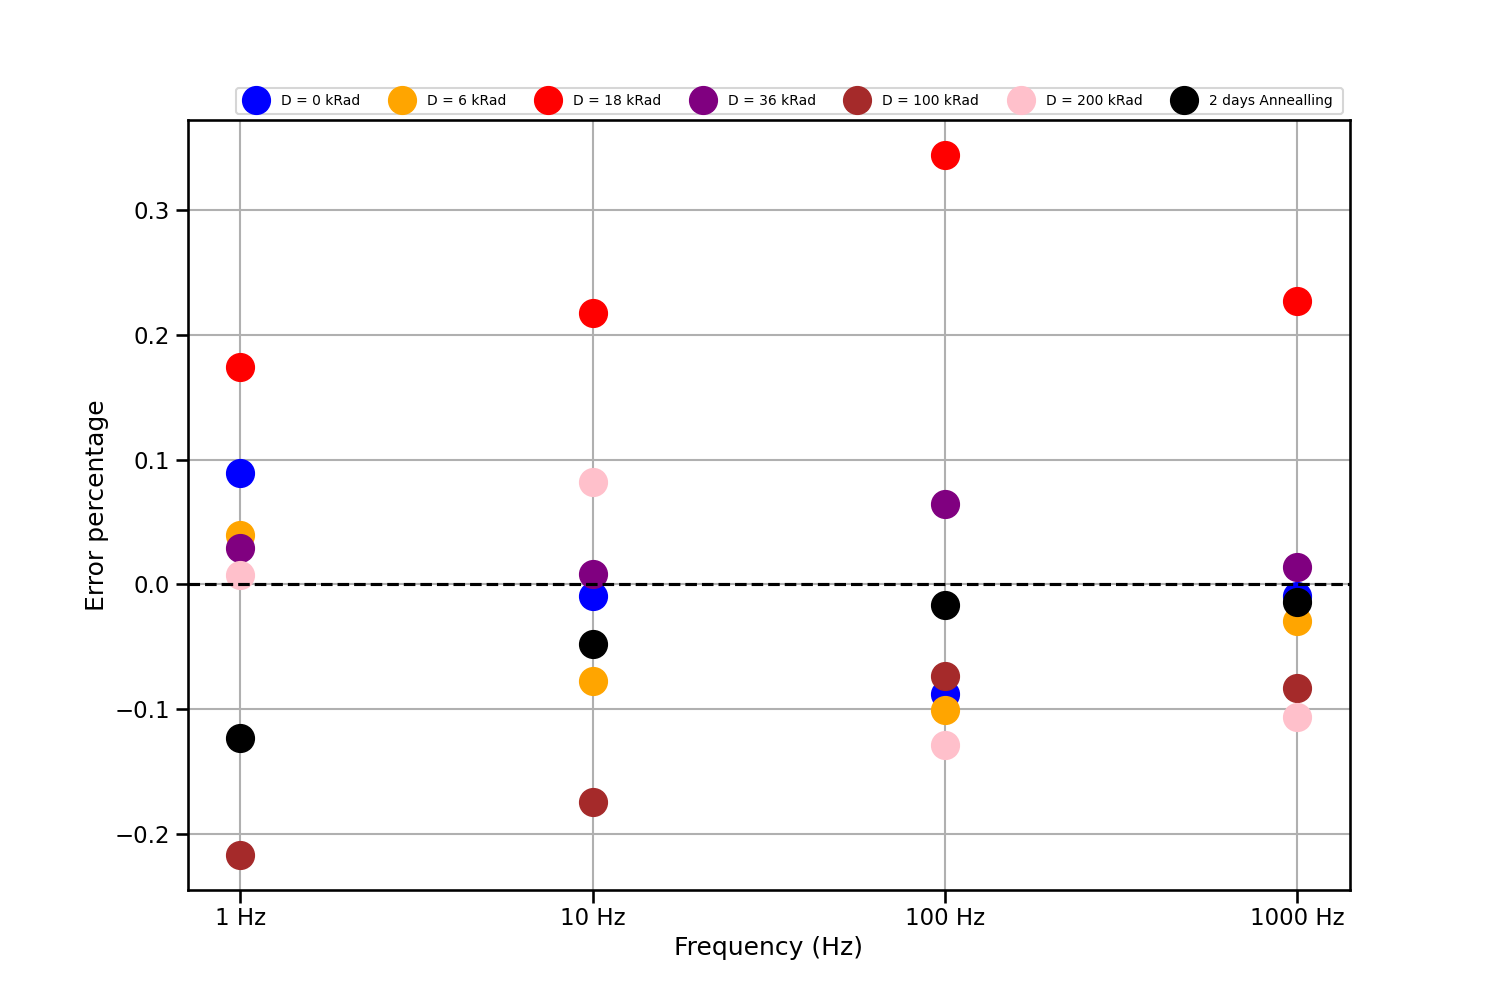 D = 0 kRad D = 6 kRad D = 18 kRad D = 36 kRad D = 100 kRad D = 200 kRad 2 days Annealling
0.3
0.2
0.1
0.0
−0.1
−0.2
Error percentage
1 Hz 10 Hz 100 Hz 1000 Hz
Frequency (Hz)